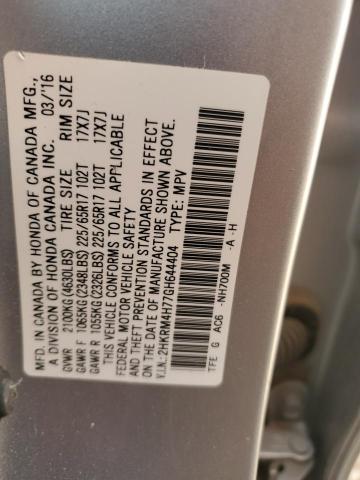 MFD. IN CANADA BY HONDA OF CANADA MFG.,
A DIVISION OF HONDA CANADA INC. 03/'16
GVWR 2100KG(4630LBS) TIRE SIZE RIM SIZE
GAWR F 1065KG(2348LBS) 225/65R17 102T 17X7J
GAWR R 1055KG(2326LBS) 225/65R17 102T 17X7J
THIS VEHICLE CONFORMS TO ALL APPLICABLE
FEDERAL MOTOR VEHICLE SAFETY
AND THEFT PREVENTION STANDARDS IN EFFECT
ON THE DATE OF MANUFACTURE SHOWN ABOVE.
V.I.N.: 2HKRM4H77GH644404 TYPE: MPV
TFE G AC6 -NH700M -A -H